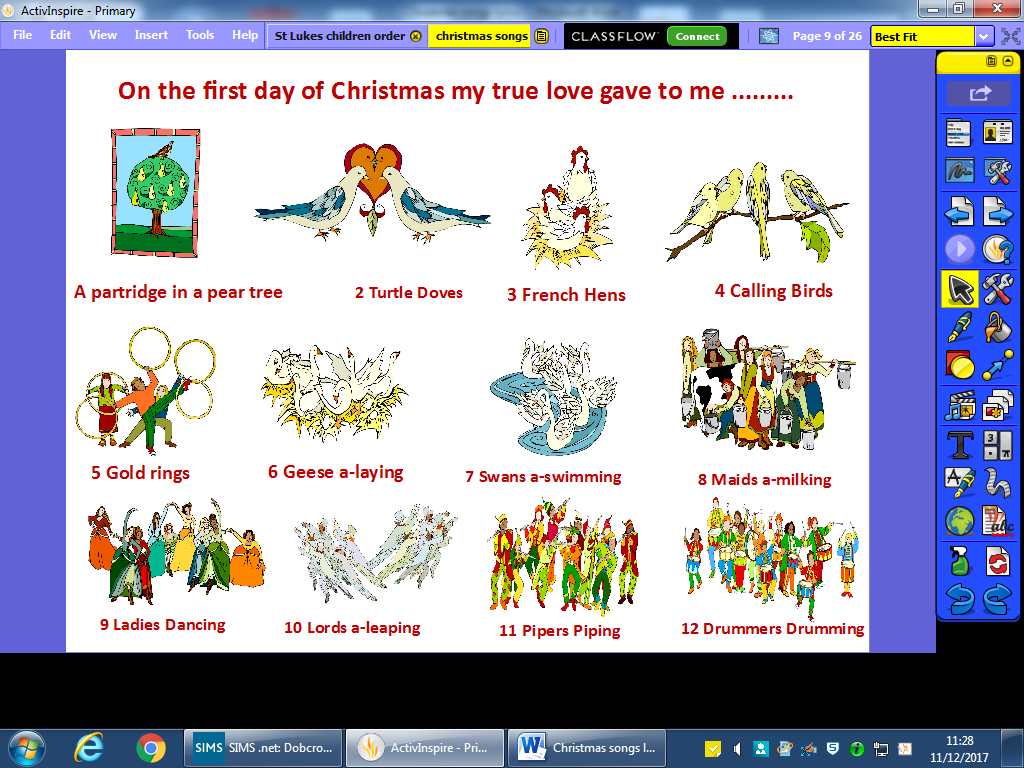 ActivInspire - Primary
File Edit View Insert Tools Help St Lukes children order christmas songs CLASSFLOW Connect Page 9 of 26 Best Fit
On the first day of Christmas my true love gave to me .........
A partridge in a pear tree 2 Turtle Doves 3 French Hens 4 Calling Birds
5 Gold rings 6 Geese a-laying 7 Swans a-swimming 8 Maids a-milking
9 Ladies Dancing 10 Lords a-leaping 11 Pipers Piping 12 Drummers Drumming
SIMS SIMS .net: Dobcro... ActivInspire - Pri... Christmas songs l... 11:28
11/12/2017